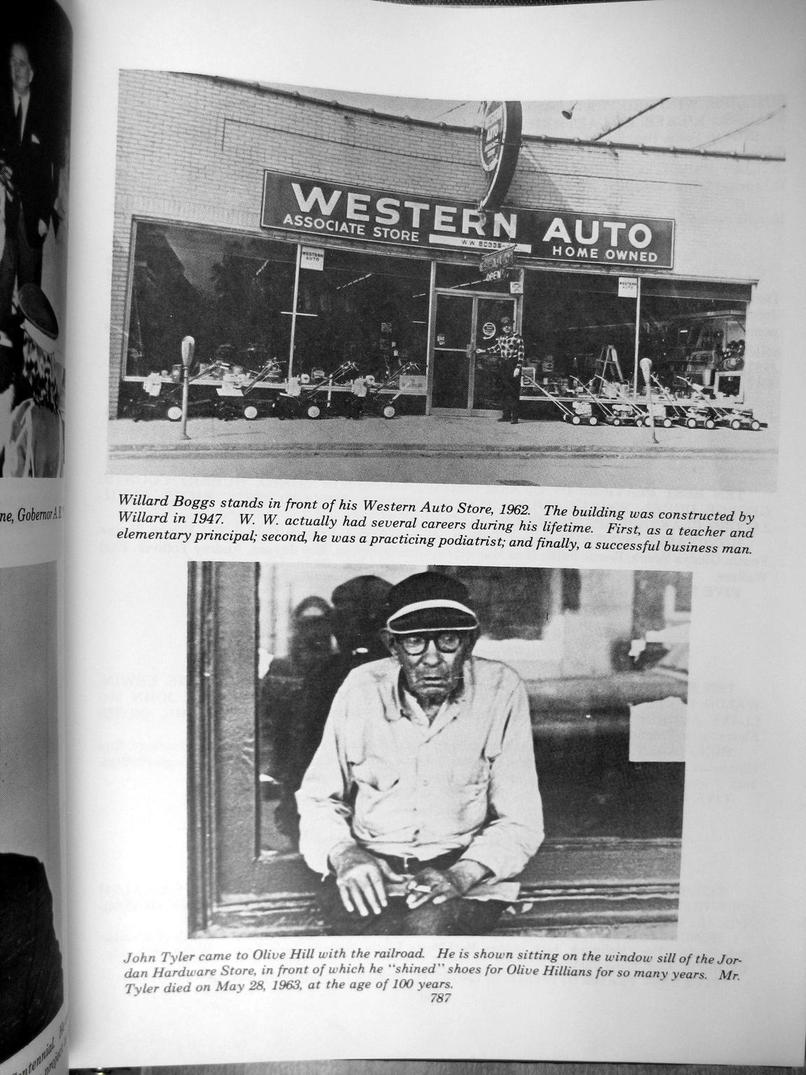 WESTERN AUTO
ASSOCIATE STORE
W.W. BOGGS
HOME OWNED
WESTERN AUTO
OPEN
ne, Gobernor A.
Willard Boggs stands in front of his Western Auto Store, 1962. The building was constructed by
Willard in 1947. W. W. actually had several careers during his lifetime. First, as a teacher and
elementary principal; second, he was a practicing podiatrist; and finally, a successful business man.
John Tyler came to Olive Hill with the railroad. He is shown sitting on the window sill of the Jor-
dan Hardware Store, in front of which he "shined" shoes for Olive Hillians for so many years. Mr.
Tyler died on May 28, 1963, at the age of 100 years.
787